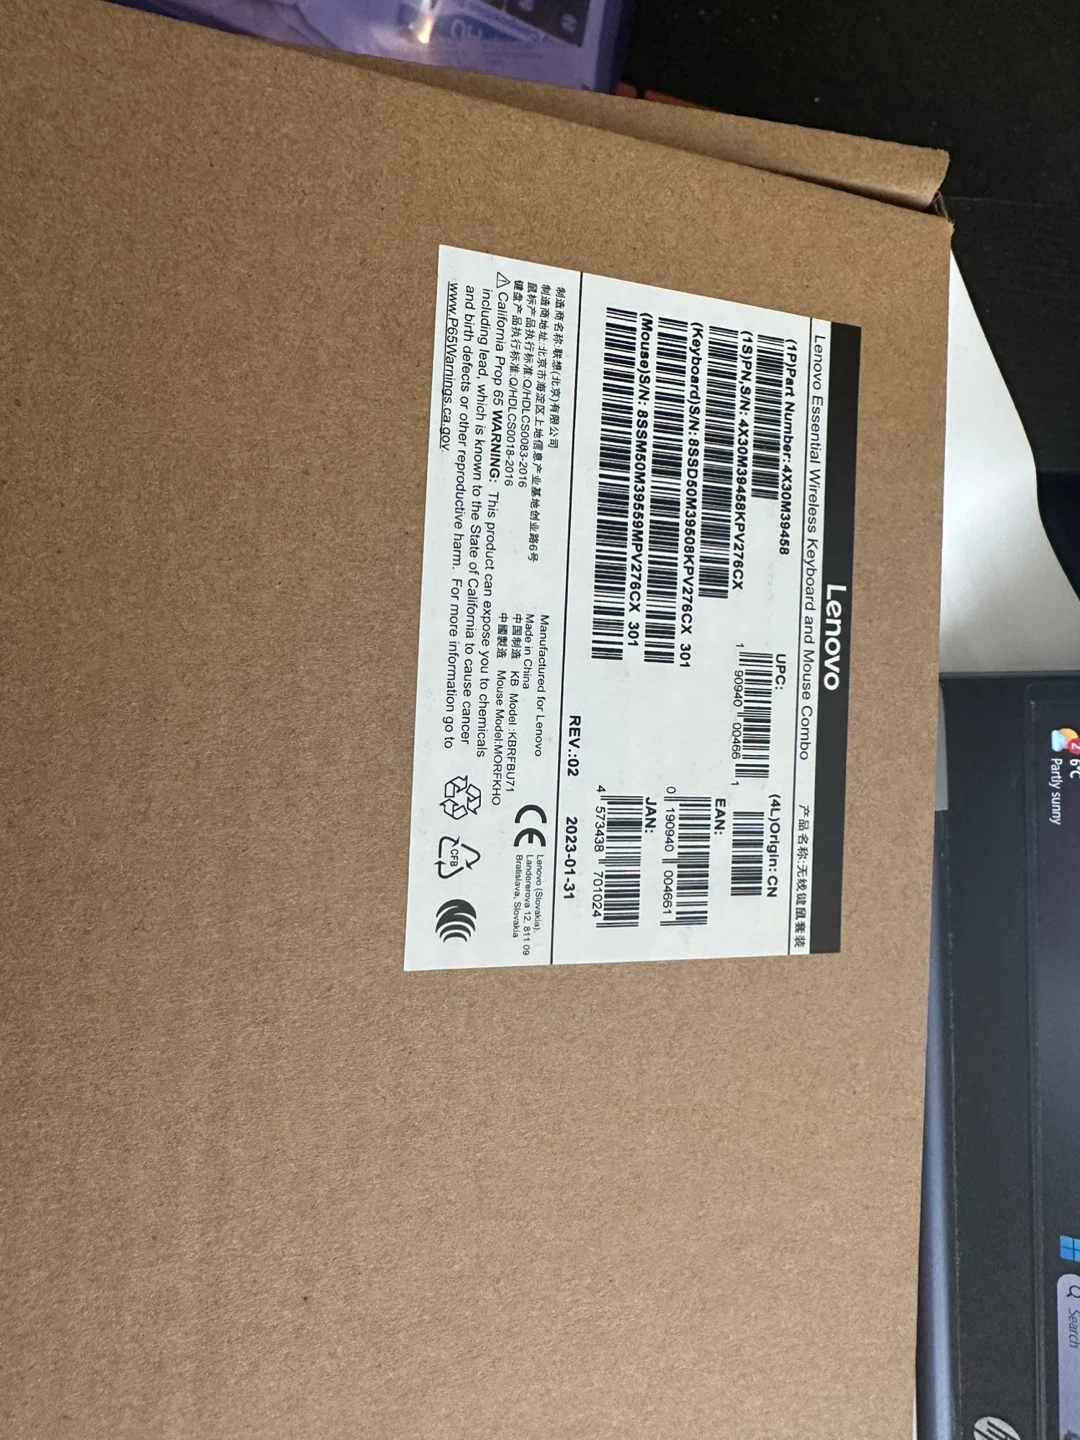 Lenovo
Lenovo Essential Wireless Keyboard and Mouse Combo
产品名称:无线键鼠套装
(1P)Part Number: 4X30M39458
UPC:
1 90940 00466 1
(4L)Origin: CN
(1S)PN,S/N: 4X30M39458KPV276CX
EAN:
0 190940 004661
(Keyboard)S/N: 8SSD50M39508KPV276CX 301
JAN:
4 573438 701024
(Mouse)S/N: 8SSM50M39559MPV276CX 301
REV.:02 2023-01-31
制造商名称:联想(北京)有限公司
制造商地址:北京市海淀区上地信息产业基地创业路6号
鼠标产品执行标准:Q/HDLCS0083-2016
键盘产品执行标准:Q/HDLCS0018-2016
Manufactured for Lenovo
Made in China
中国制造 KB Model :KBRFBU71
中國製造 Mouse Model:MORFKHO
CE
Lenovo (Slovakia),
Landererova 12, 811 09
Bratislava, Slovakia
California Prop 65 WARNING: This product can expose you to chemicals
including lead, which is known to the State of California to cause cancer
and birth defects or other reproductive harm. For more information go to
www.P65Warnings.ca.gov.
CFB
2
6°C
Partly sunny
Search
hp